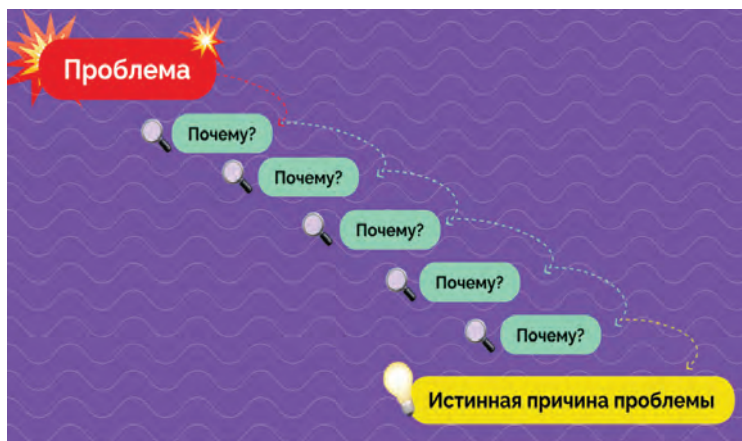 Проблема
Почему?
Почему?
Почему?
Почему?
Почему?
Истинная причина проблемы